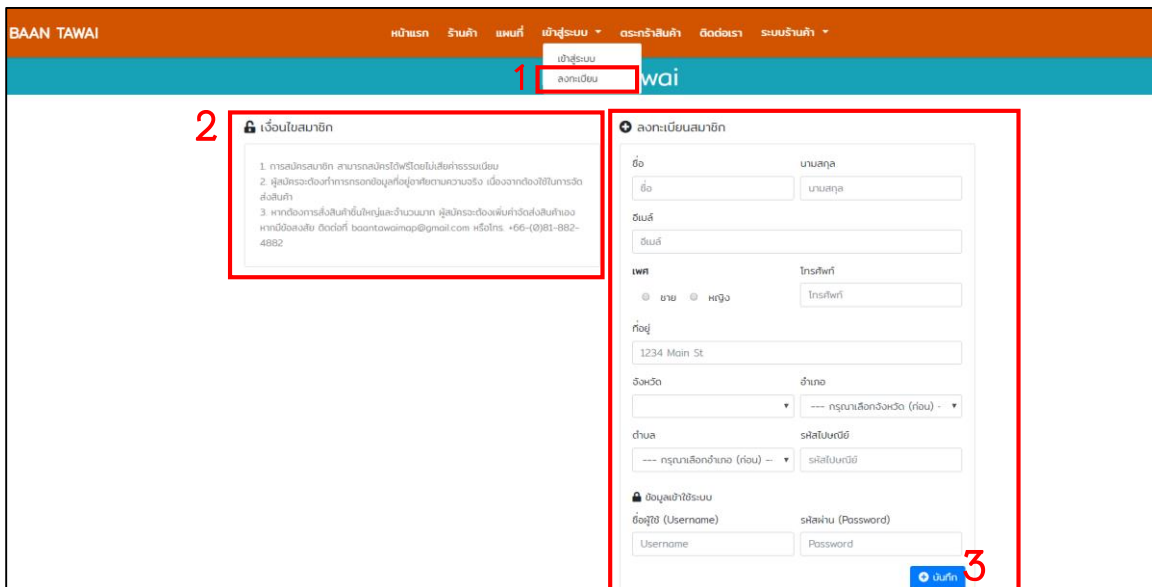 BAAN TAWAI หน้าแรก ร้านค้า แผนที่ เข้าสู่ระบบ ตระกร้าสินค้า ติดต่อเรา ระบบร้านค้า
เข้าสู่ระบบ
1 ลงทะเบียน wai
2 เงื่อนไขสมาชิก
1. การสมัครสมาชิก สามารถสมัครได้ฟรีโดยไม่เสียค่าธรรมเนียม
2. ผู้สมัครจะต้องทำการกรอกข้อมูลที่อยู่อาศัยตามความจริง เนื่องจากต้องใช้ในการจัด
ส่งสินค้า
3. หากต้องการสั่งสินค้าชิ้นใหญ่และจำนวนมาก ผู้สมัครจะต้องเพิ่มค่าจัดส่งสินค้าเอง
หากมีข้อสงสัย ติดต่อที่ baantawaimap@gmail.com หรือโทร. +66-(0)81-882-
4882
ลงทะเบียนสมาชิก
ชื่อ นามสกุล
ชื่อ นามสกุล
อีเมล์
อีเมล์
เพศ โทรศัพท์
ชาย หญิง โทรศัพท์
ที่อยู่
1234 Main St
จังหวัด อำเภอ
--- กรุณาเลือกจังหวัด (ก่อน) -
ตำบล รหัสไปษณีย์
--- กรุณาเลือกอำเภอ (ก่อน) -- รหัสไปษณีย์
ข้อมูลเข้าใช้ระบบ
ชื่อผู้ใช้ (Username) รหัสผ่าน (Password)
Username Password
บันทึก 3